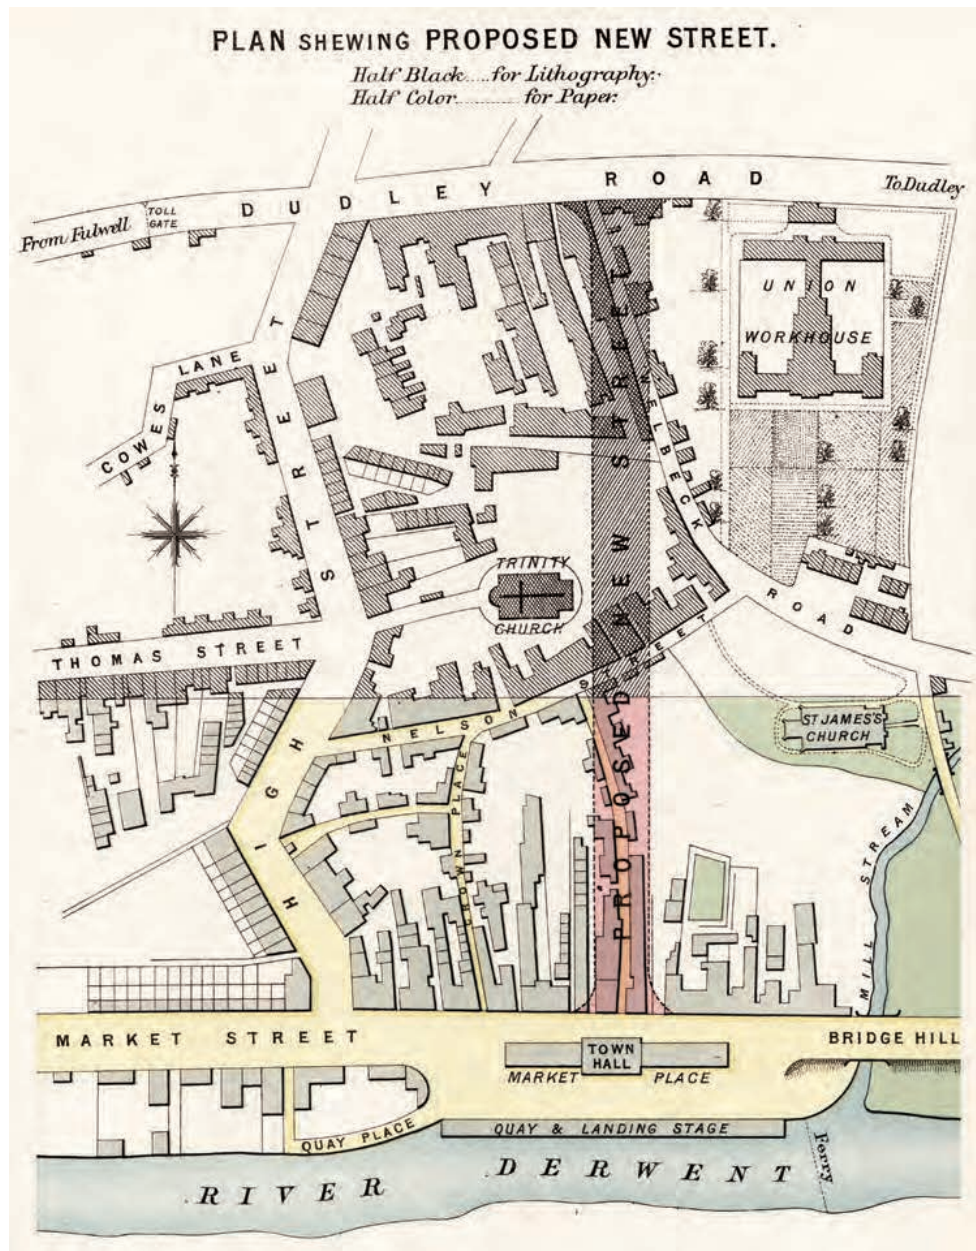 PLAN SHEWING PROPOSED NEW STREET.
Half Black.....for Lithography.
Half Color.......... for Paper.
DUDLEY ROAD
To Dudley
From Fulwell
TOLL
GATE
UNION
WORKHOUSE
COWES LANE
HIGH STREET
PROPOSED NEW STREET
ROAD
TRINITY
CHURCH
THOMAS STREET
NELSON STREET
CROWN PLACE
ST JAMES'S
CHURCH
MILL STREAM
MARKET STREET
BRIDGE HILL
TOWN
HALL
MARKET PLACE
QUAY PLACE
QUAY & LANDING STAGE
Ferry
RIVER DERWENT